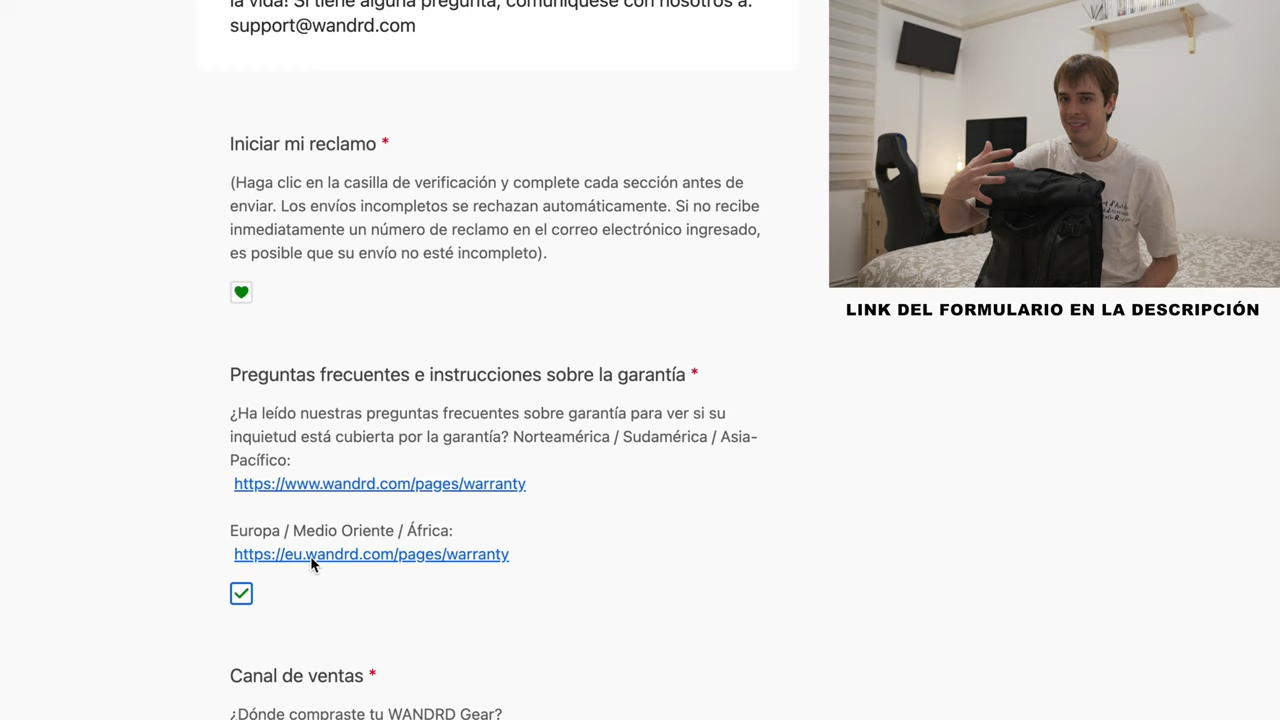 la vida! Si tiene alguna pregunta, comuníquese con nosotros a:
support@wandrd.com
Iniciar mi reclamo *
(Haga clic en la casilla de verificación y complete cada sección antes de
enviar. Los envíos incompletos se rechazan automáticamente. Si no recibe
inmediatamente un número de reclamo en el correo electrónico ingresado,
es posible que su envío no esté incompleto).
Preguntas frecuentes e instrucciones sobre la garantía *
¿Ha leído nuestras preguntas frecuentes sobre garantía para ver si su
inquietud está cubierta por la garantía? Norteamérica / Sudamérica / Asia-
Pacífico:
https://www.wandrd.com/pages/warranty
Europa / Medio Oriente / África:
https://eu.wandrd.com/pages/warranty
Canal de ventas *
¿Dónde compraste tu WANDRD Gear?
LINK DEL FORMULARIO EN LA DESCRIPCIÓN